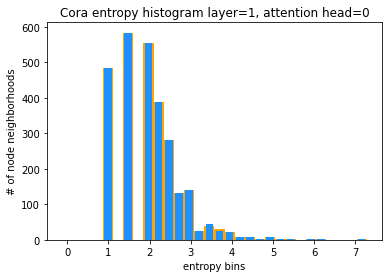 Cora entropy histogram layer=1, attention head=0
# of node neighborhoods
600
500
400
300
200
100
0
0 1 2 3 4 5 6 7
entropy bins